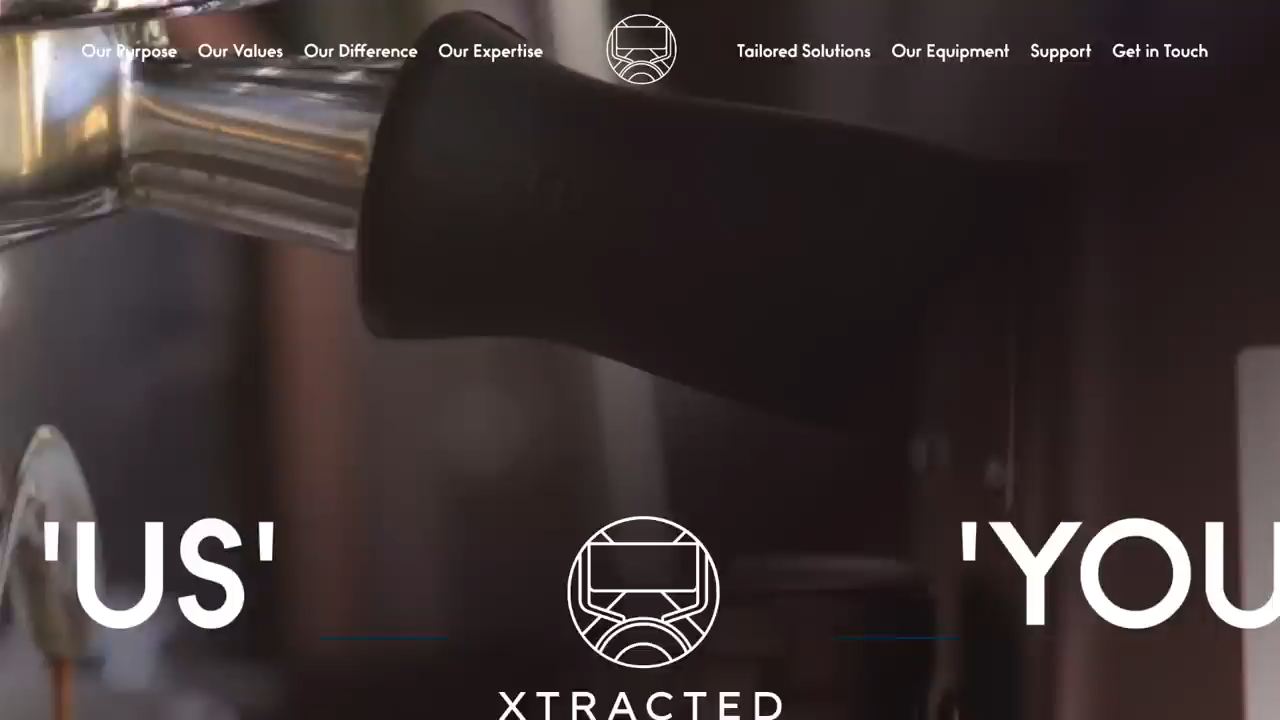 Our Purpose Our Values Our Difference Our Expertise Tailored Solutions Our Equipment Support Get in Touch
'US' 'YOU
XTRACTED